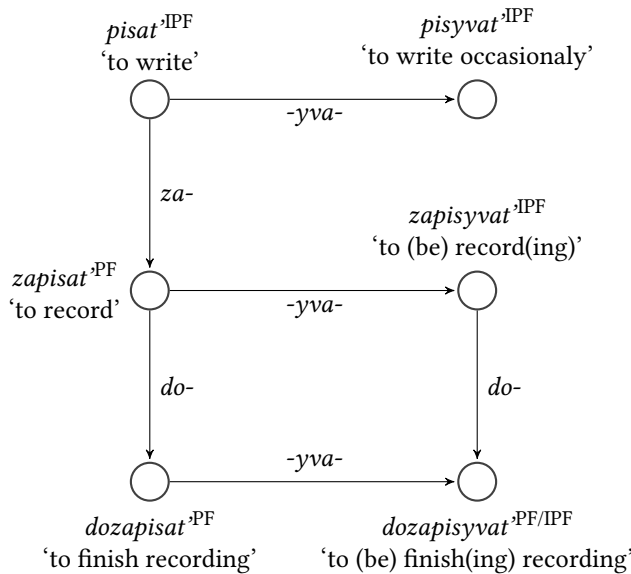 pisat’IPF
‘to write’
pisyvat’IPF
‘to write occasionaly’
-yva-
za-
zapisat’PF
‘to record’
zapisyvat’IPF
‘to (be) record(ing)’
-yva-
do-
do-
-yva-
dozapisat’PF
‘to finish recording’
dozapisyvat’PF/IPF
‘to (be) finish(ing) recording’